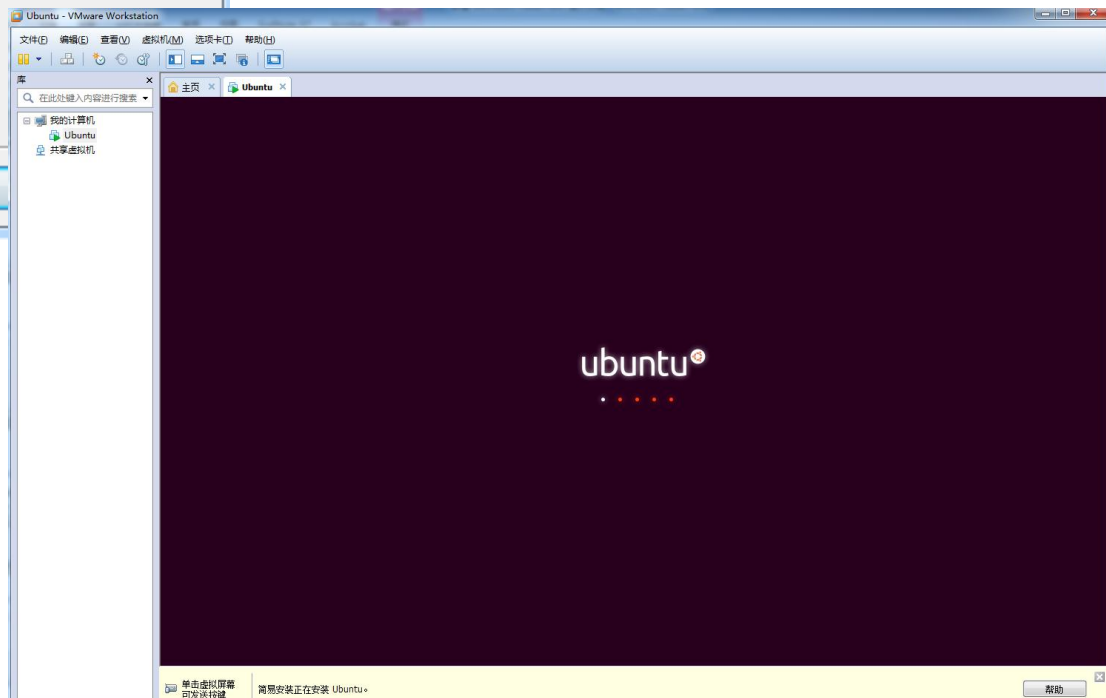 Ubuntu - VMware Workstation
文件(F) 编辑(E) 查看(V) 虚拟机(M) 选项卡(T) 帮助(H)
库
在此处键入内容进行搜索
主页
Ubuntu
我的计算机
Ubuntu
共享虚拟机
ubuntu
单击虚拟屏幕
可发送按键
简易安装正在安装 Ubuntu。
帮助